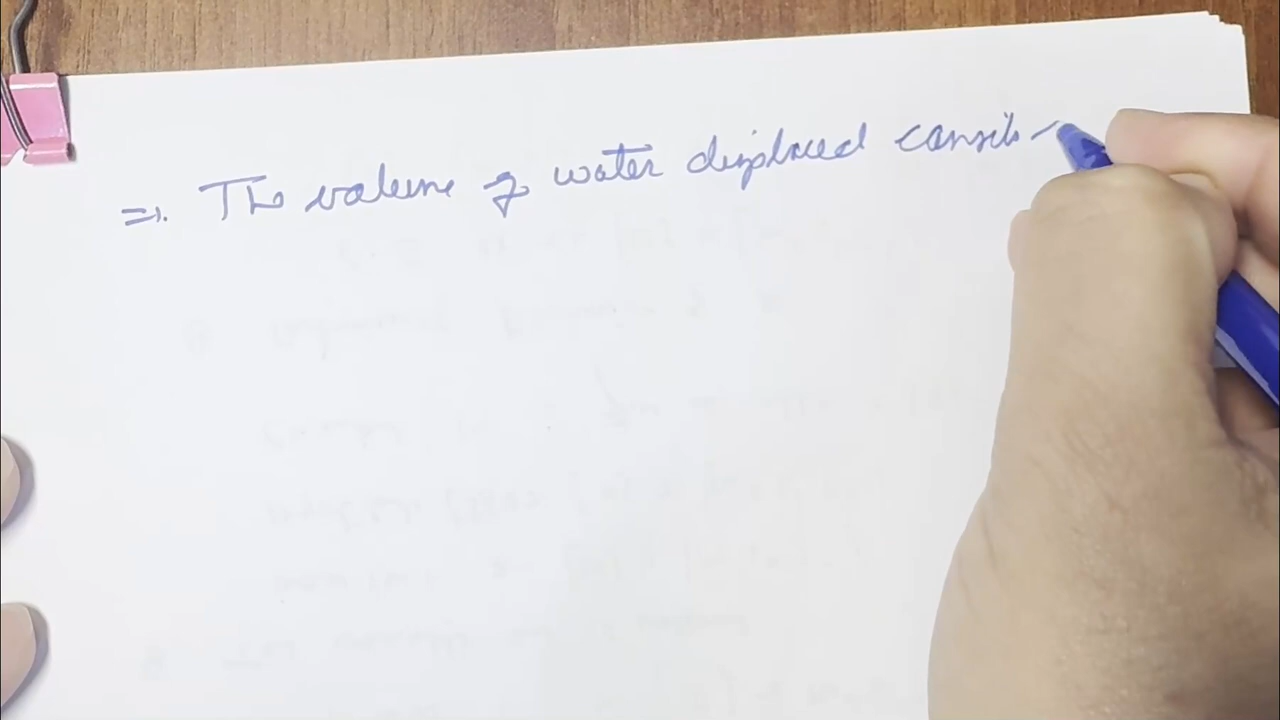 ⇒. The volume of water displaced